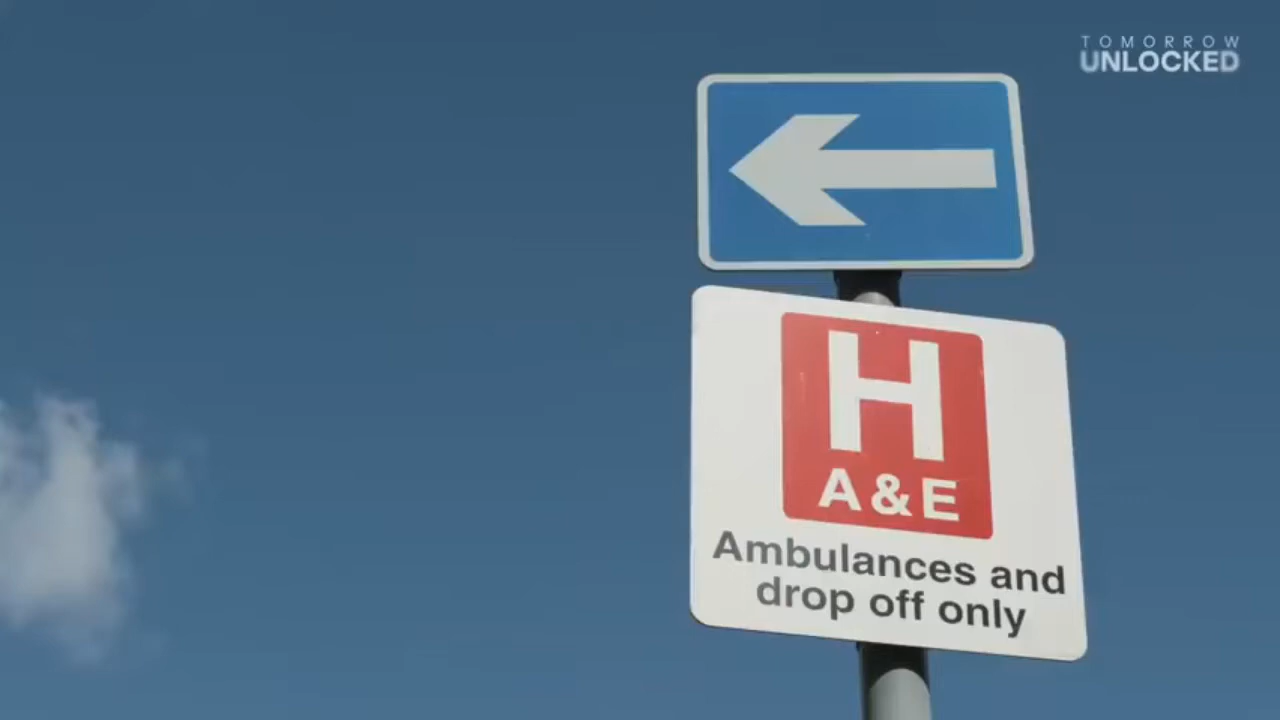 TOMORROW
UNLOCKED
H
A & E
Ambulances and
drop off only